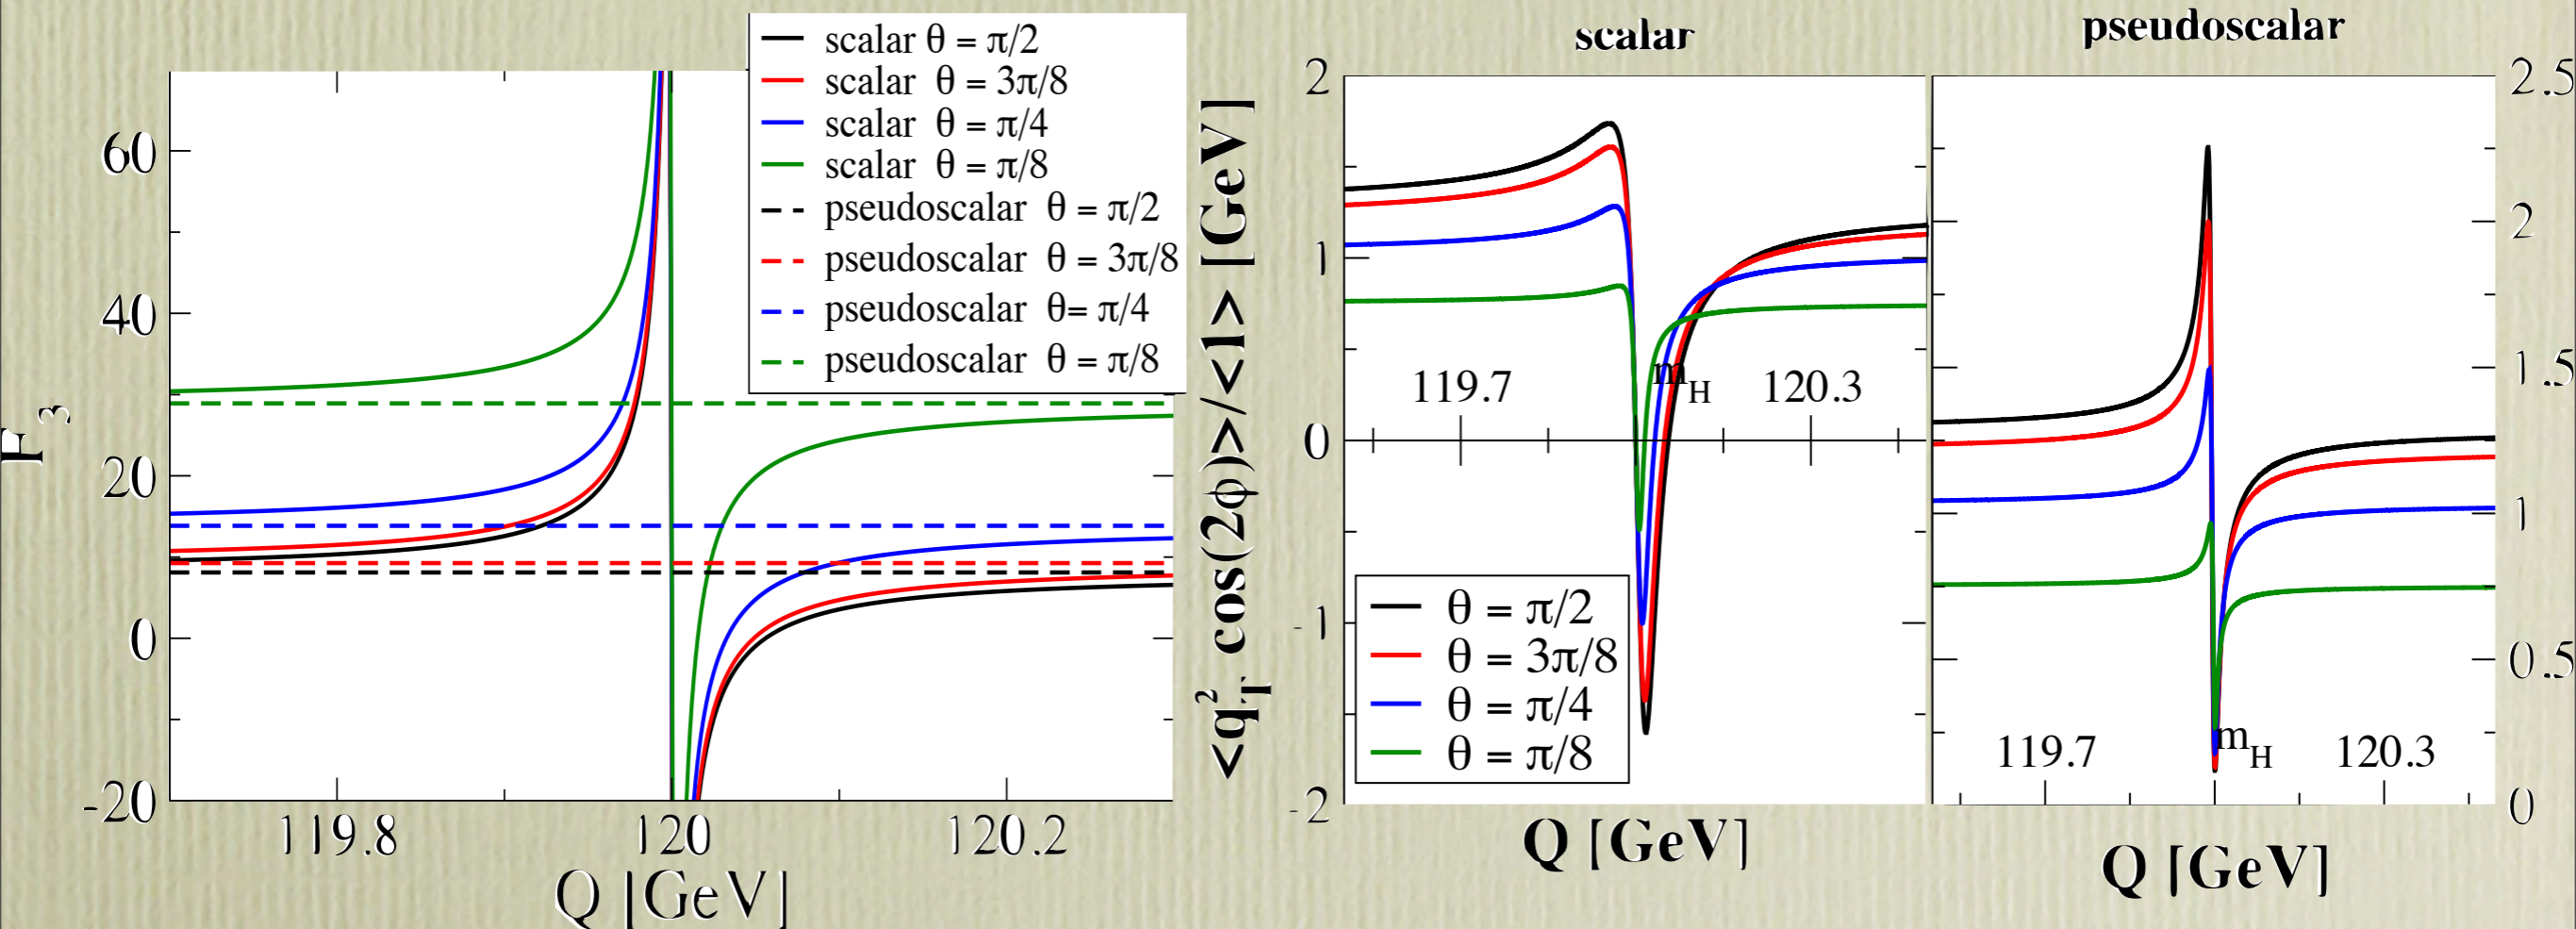 scalar θ = π/2
scalar θ = 3π/8
scalar θ = π/4
scalar θ = π/8
pseudoscalar θ = π/2
pseudoscalar θ = 3π/8
pseudoscalar θ= π/4
pseudoscalar θ = π/8
60
40
20
0
-20
F₃
119.8 120 120.2
Q [GeV]
scalar
2
1
0
-1
-2
<q_T² cos(2ϕ)>/<1> [GeV]
119.7 m_H 120.3
θ = π/2
θ = 3π/8
θ = π/4
θ = π/8
Q [GeV]
pseudoscalar
2.5
2
1.5
1
0.5
0
119.7 m_H 120.3
Q [GeV]